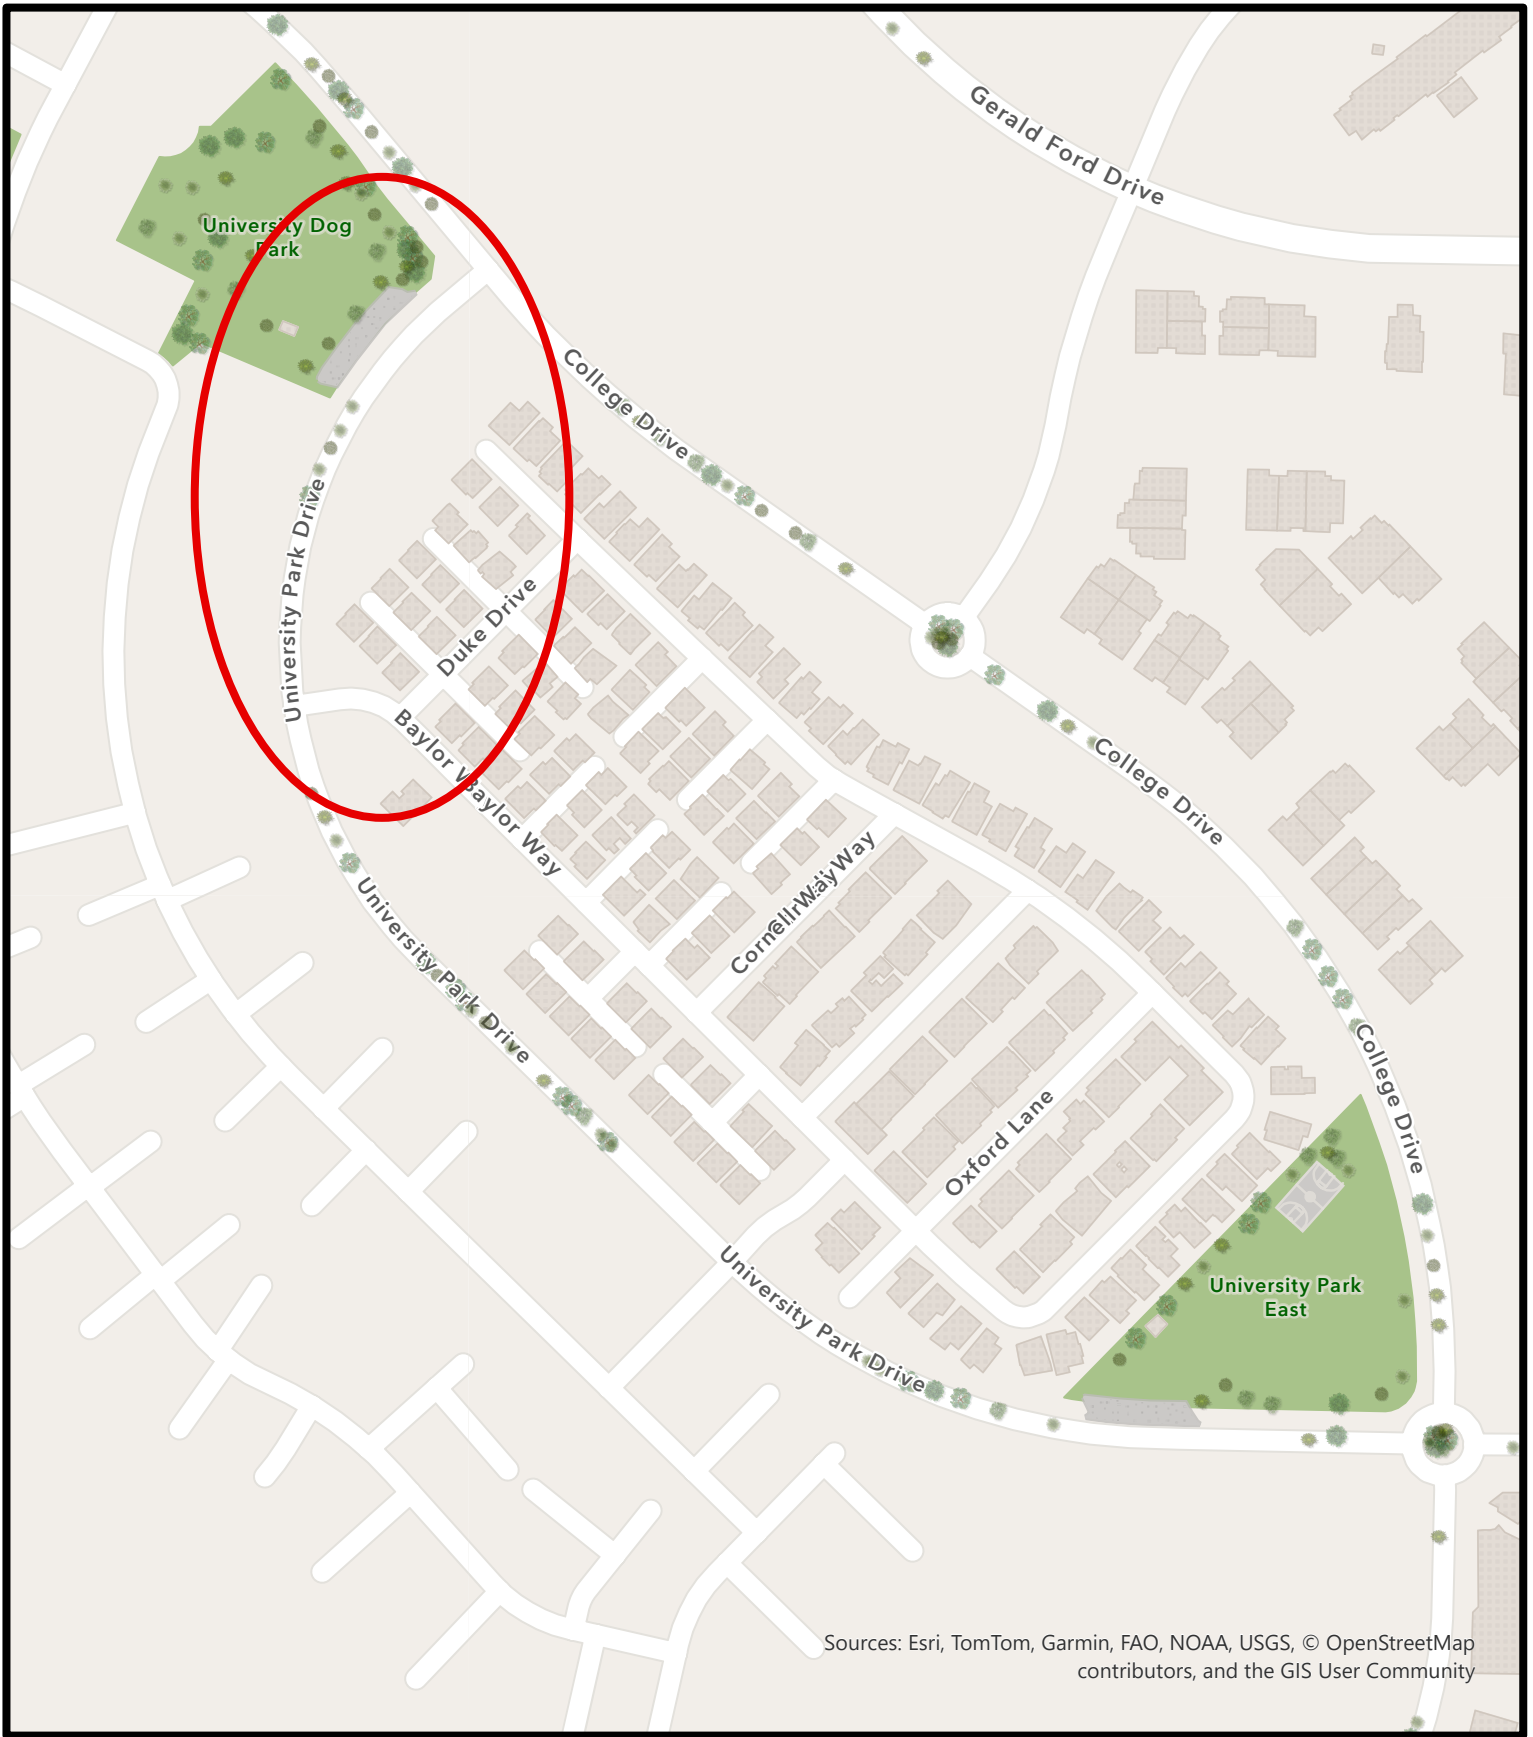 Gerald Ford Drive
University Dog
Park
College Drive
University Park Drive
Duke Drive
Baylor W
Baylor Way
College Drive
Cornell Way
University Park Drive
College Drive
Oxford Lane
University Park Drive
University Park
East
Sources: Esri, TomTom, Garmin, FAO, NOAA, USGS, © OpenStreetMap
contributors, and the GIS User Community